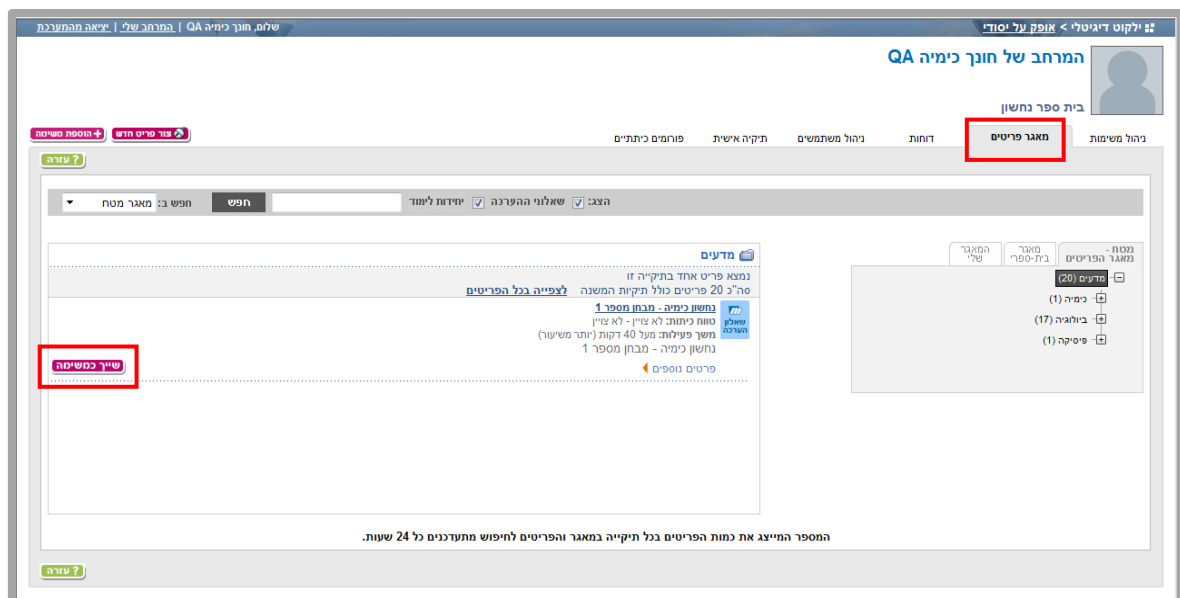 ילקוט דיגיטלי > אופק על יסודי
שלום, חונך כימיה QA | המרחב שלי | יציאה מהמערכת
המרחב של חונך כימיה QA
בית ספר נחשון
ניהול משימות מאגר פריטים דוחות ניהול משתמשים תיקיה אישית פורומים כיתתיים
צור פריט חדש + הוספת משימה
? עזרה
הצג: שאלוני ההערכה יחידות לימוד חפש חפש ב: מאגר מטח
מטח - מאגר הפריטים
מאגר בית-ספרי
המאגר שלי
מדעים (20)
כימיה (1)
ביולוגיה (17)
פיסיקה (1)
מדעים
נמצא פריט אחד בתיקייה זו
סה"כ 20 פריטים כולל תיקיות המשנה לצפייה בכל הפריטים
שאלון הערכה
נחשון כימיה - מבחן מספר 1
טווח כיתות: לא צויין - לא צויין
משך פעילות: מעל 40 דקות (יותר משיעור)
נחשון כימיה - מבחן מספר 1
פרטים נוספים
שייך כמשימה
המספר המייצג את כמות הפריטים בכל תיקייה במאגר והפריטים לחיפוש מתעדכנים כל 24 שעות.
? עזרה